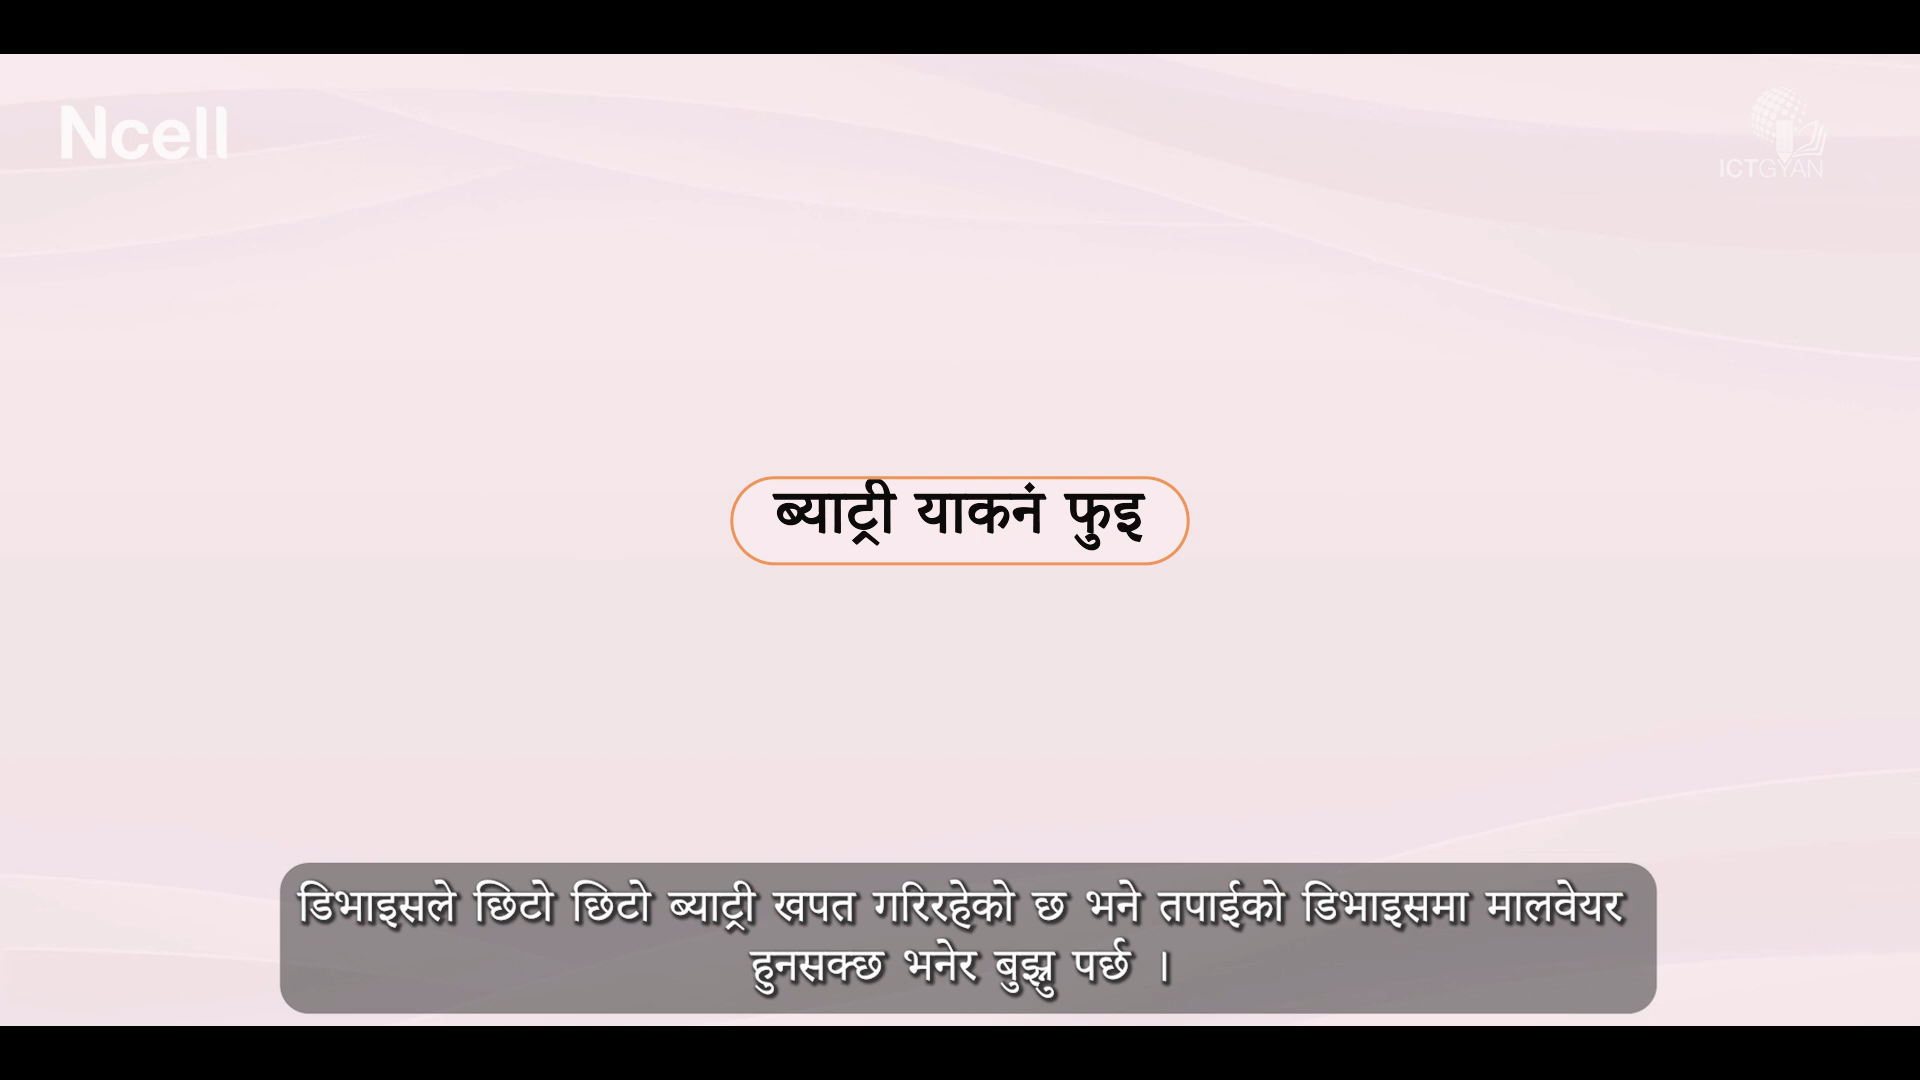 Ncell
ICTGYAN
ब्याट्री याकनं फुइ
डिभाइसले छिटो छिटो ब्याट्री खपत गरिरहेको छ भने तपाईको डिभाइसमा मालवेयर
हुनसक्छ भनेर बुझ्नु पर्छ ।